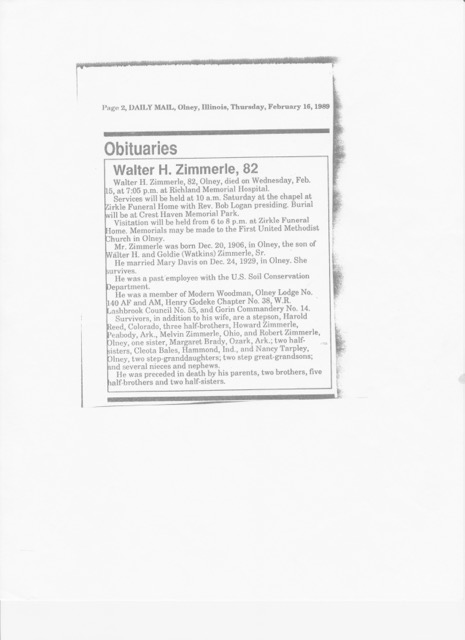 Page 2, DAILY MAIL, Olney, Illinois, Thursday, February 16, 1989
Obituaries
Walter H. Zimmerle, 82
Walter H. Zimmerle, 82, Olney, died on Wednesday, Feb.
15, at 7:05 p.m. at Richland Memorial Hospital.
Services will be held at 10 a.m. Saturday at the chapel at
Zirkle Funeral Home with Rev. Bob Logan presiding. Burial
will be at Crest Haven Memorial Park.
Visitation will be held from 6 to 8 p.m. at Zirkle Funeral
Home. Memorials may be made to the First United Methodist
Church in Olney.
Mr. Zimmerle was born Dec. 20, 1906, in Olney, the son of
Walter H. and Goldie (Watkins) Zimmerle, Sr.
He married Mary Davis on Dec. 24, 1929, in Olney. She
survives.
He was a past employee with the U.S. Soil Conservation
Department.
He was a member of Modern Woodman, Olney Lodge No.
140 AF and AM, Henry Godeke Chapter No. 38, W.R.
Lashbrook Council No. 55, and Gorin Commandery No. 14.
Survivors, in addition to his wife, are a stepson, Harold
Reed, Colorado, three half-brothers, Howard Zimmerle,
Peabody, Ark., Melvin Zimmerle, Ohio, and Robert Zimmerle,
Olney, one sister, Margaret Brady, Ozark, Ark.; two half-
sisters, Cleota Bales, Hammond, Ind., and Nancy Tarpley,
Olney, two step-granddaughters; two step great-grandsons;
and several nieces and nephews.
He was preceded in death by his parents, two brothers, five
half-brothers and two half-sisters.